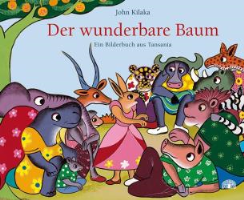 John Kilaka
Der wunderbare Baum
Ein Bilderbuch aus Tansania